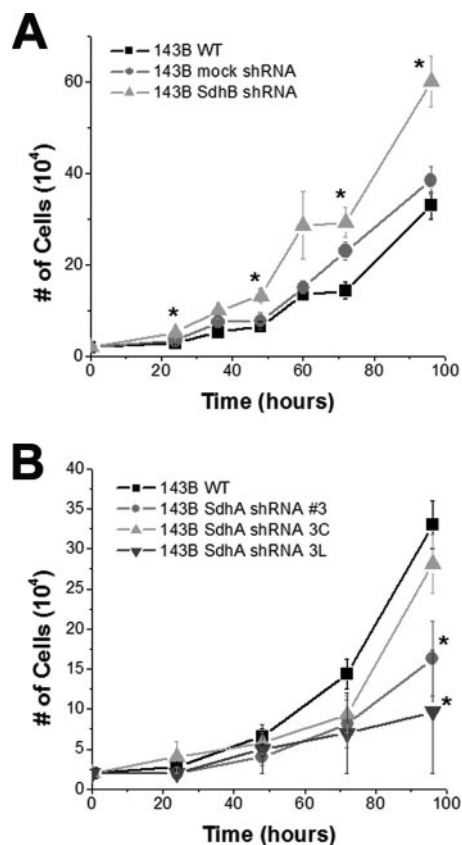 A
143B WT
143B mock shRNA
143B SdhB shRNA
*
*
*
*
60
40
20
0
# of Cells (10⁴)
0 20 40 60 80 100
Time (hours)
B
143B WT
143B SdhA shRNA #3
143B SdhA shRNA 3C
143B SdhA shRNA 3L
*
*
40
35
30
25
20
15
10
5
0
# of Cells (10⁴)
0 20 40 60 80 100
Time (hours)